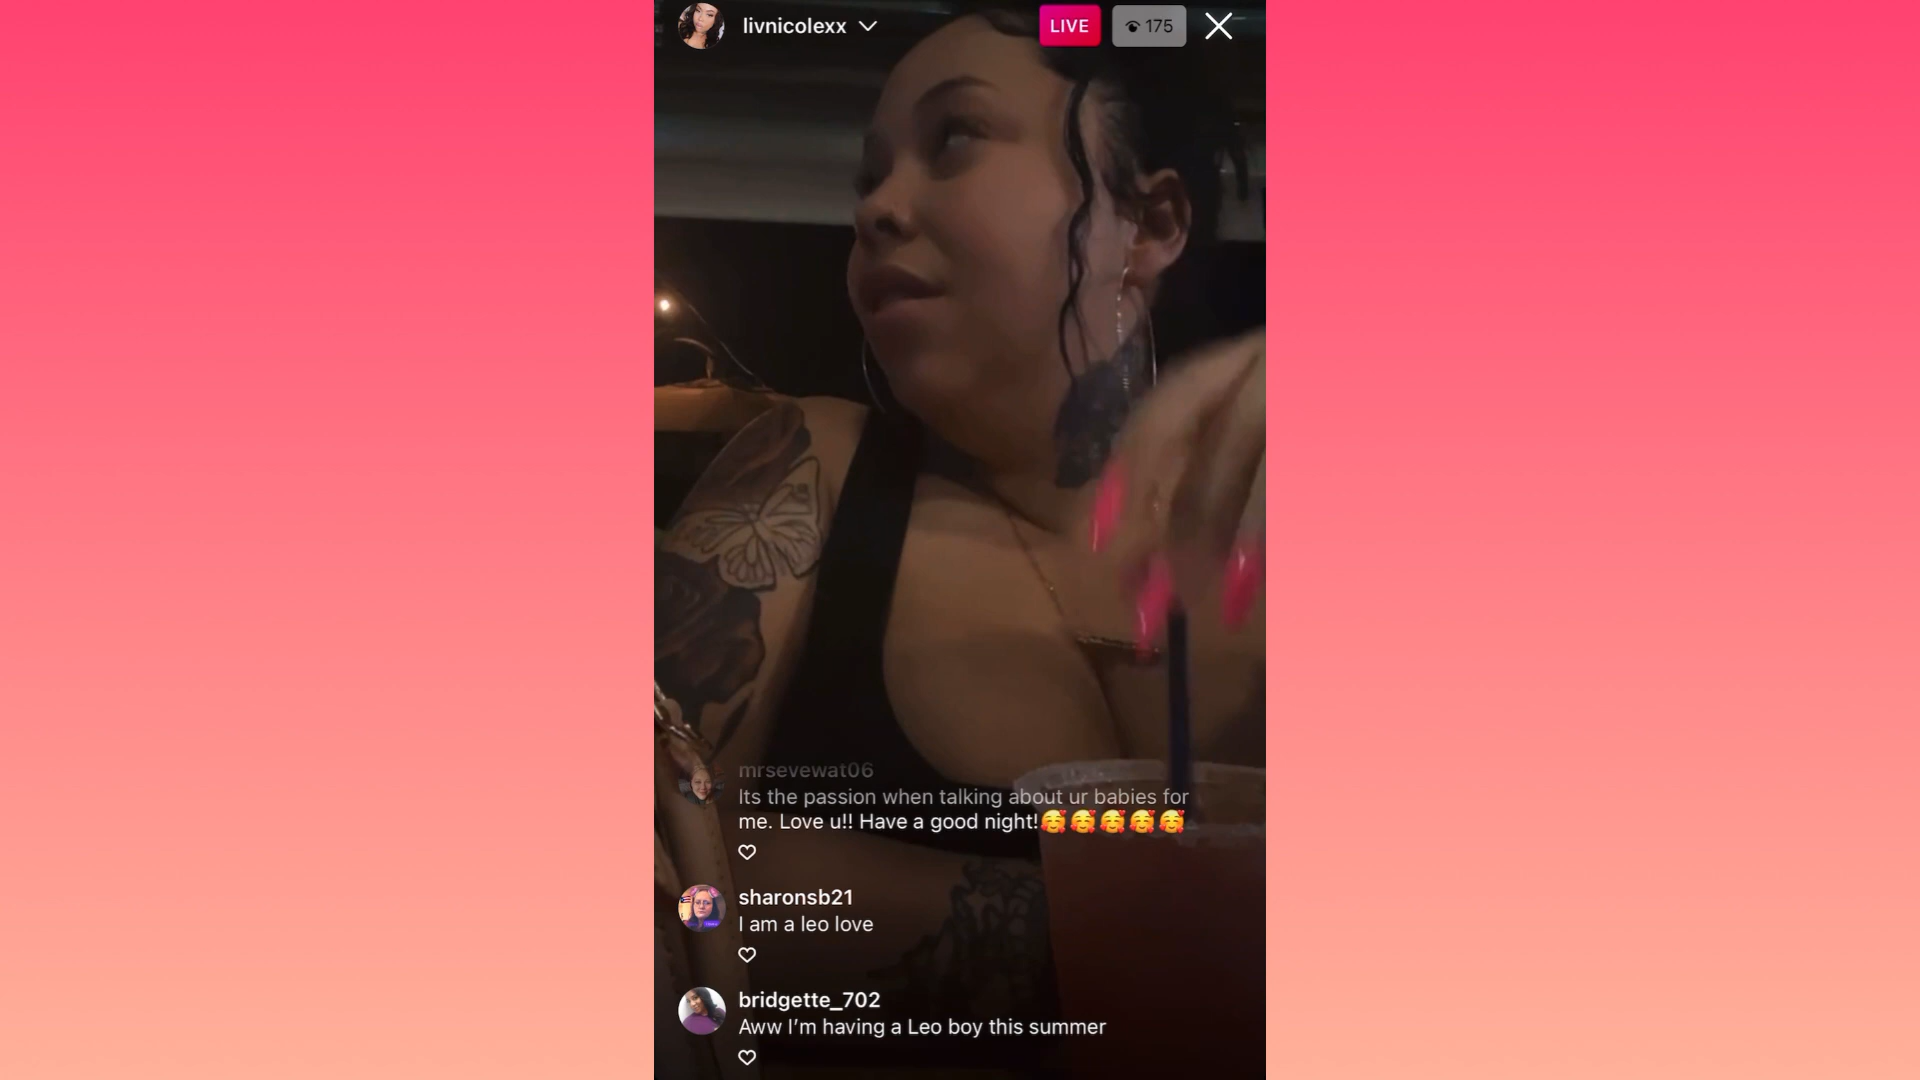 livnicolexx
LIVE
175
mrsevewat06
Its the passion when talking about ur babies for
me. Love u!! Have a good night!🥰🥰🥰🥰🥰
sharonsb21
I am a leo love
bridgette_702
Aww I’m having a Leo boy this summer